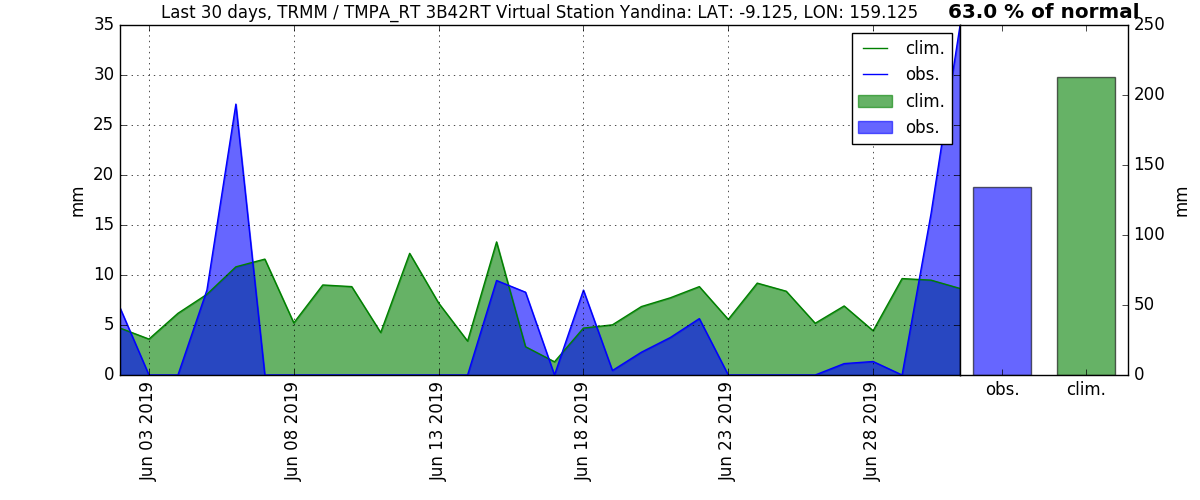 Last 30 days, TRMM / TMPA_RT 3B42RT Virtual Station Yandina: LAT: -9.125, LON: 159.125
63.0 % of normal
35
30
25
20
15
10
5
0
mm
clim.
obs.
clim.
obs.
250
200
150
100
50
0
mm
obs.
clim.
Jun 03 2019
Jun 08 2019
Jun 13 2019
Jun 18 2019
Jun 23 2019
Jun 28 2019